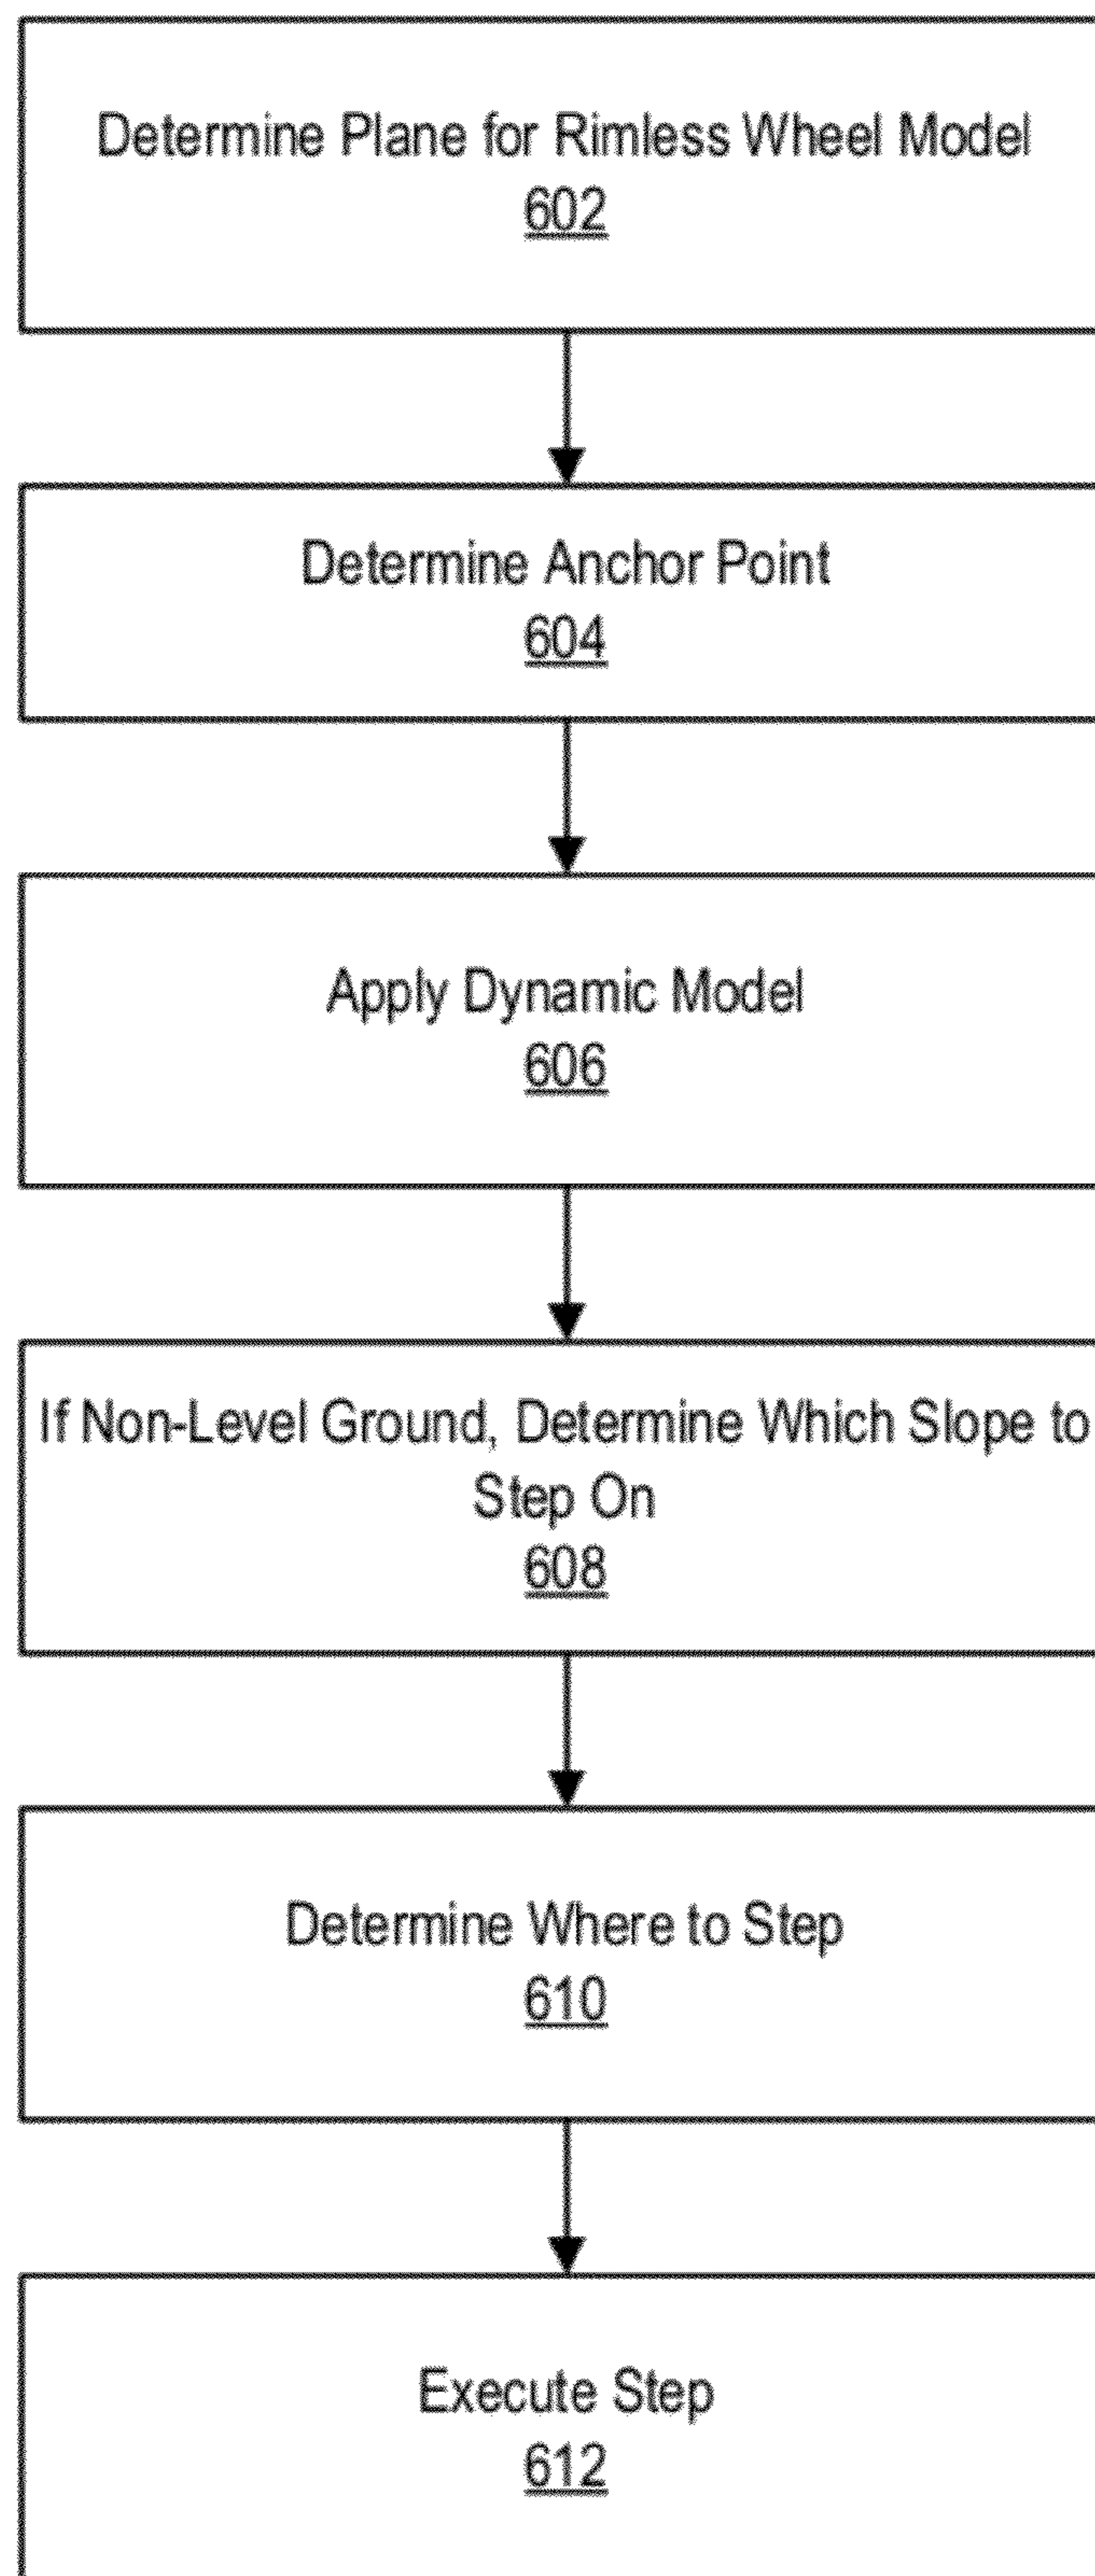 Determine Plane for Rimless Wheel Model
602
Determine Anchor Point
604
Apply Dynamic Model
606
If Non-Level Ground, Determine Which Slope to
Step On
608
Determine Where to Step
610
Execute Step
612